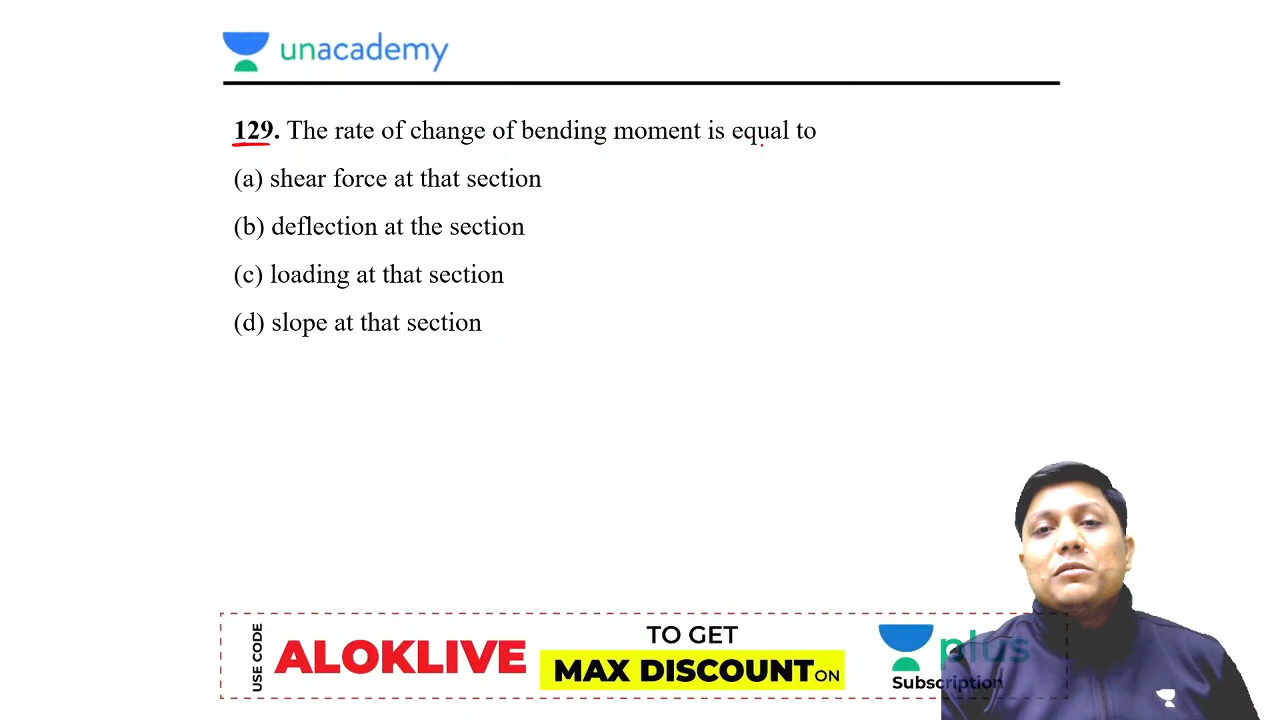 unacademy
129. The rate of change of bending moment is equal to
(a) shear force at that section
(b) deflection at the section
(c) loading at that section
(d) slope at that section
USE CODE
ALOKLIVE
TO GET
MAX DISCOUNT ON
plus
Subscription